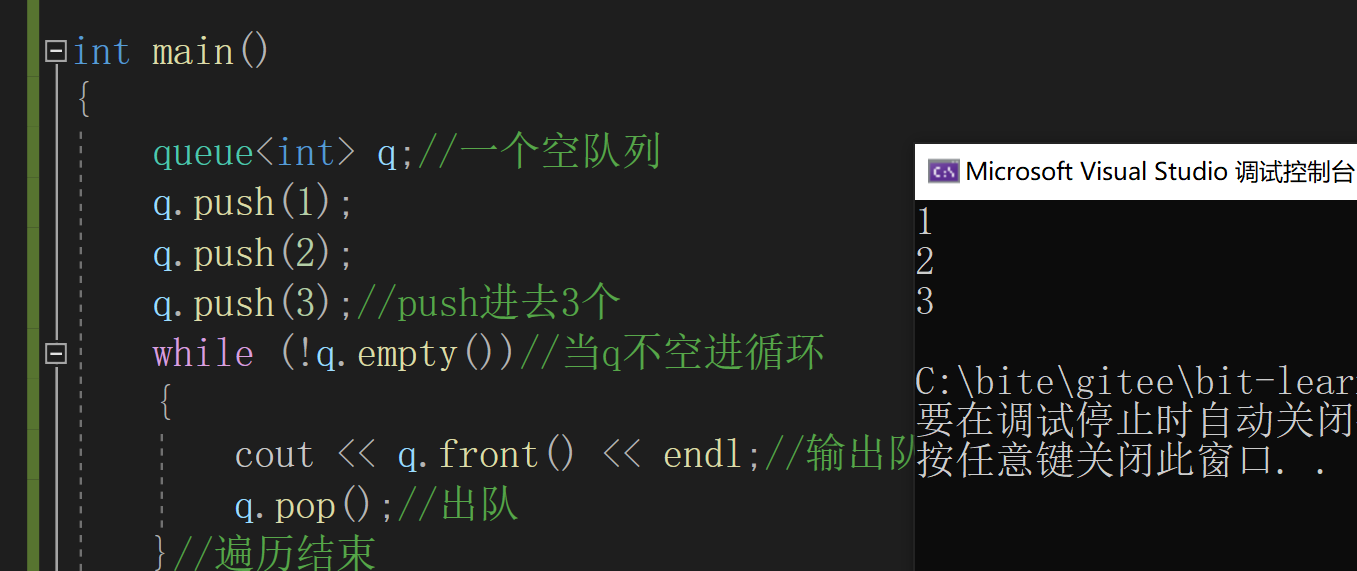 int main()
{
queue<int> q;//一个空队列
q.push(1);
q.push(2);
q.push(3);//push进去3个
while (!q.empty())//当q不空进循环
{
cout << q.front() << endl;//输出队
q.pop();//出队
}//遍历结束
Microsoft Visual Studio 调试控制台
1
2
3
C:\bite\gitee\bit-lear
要在调试停止时自动关闭
按任意键关闭此窗口. .